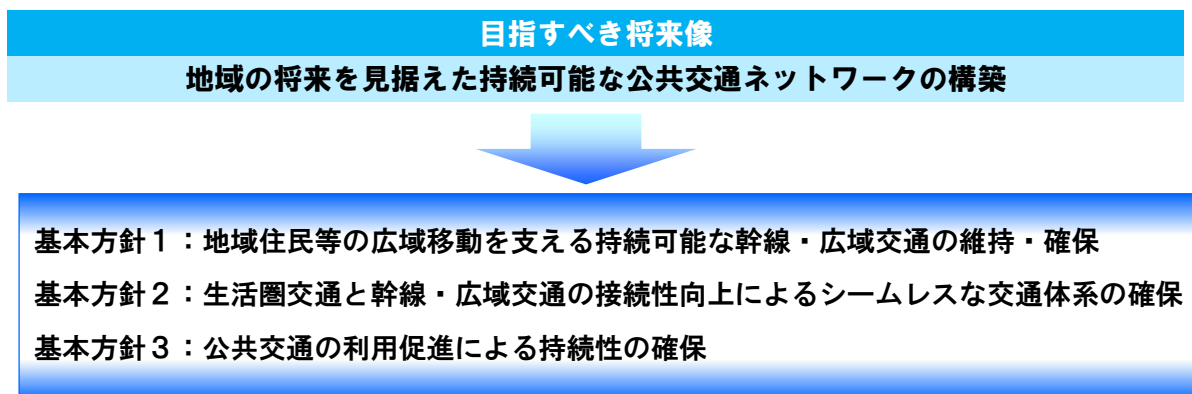 目指すべき将来像
地域の将来を見据えた持続可能な公共交通ネットワークの構築
基本方針１：地域住民等の広域移動を支える持続可能な幹線・広域交通の維持・確保
基本方針２：生活圏交通と幹線・広域交通の接続性向上によるシームレスな交通体系の確保
基本方針３：公共交通の利用促進による持続性の確保